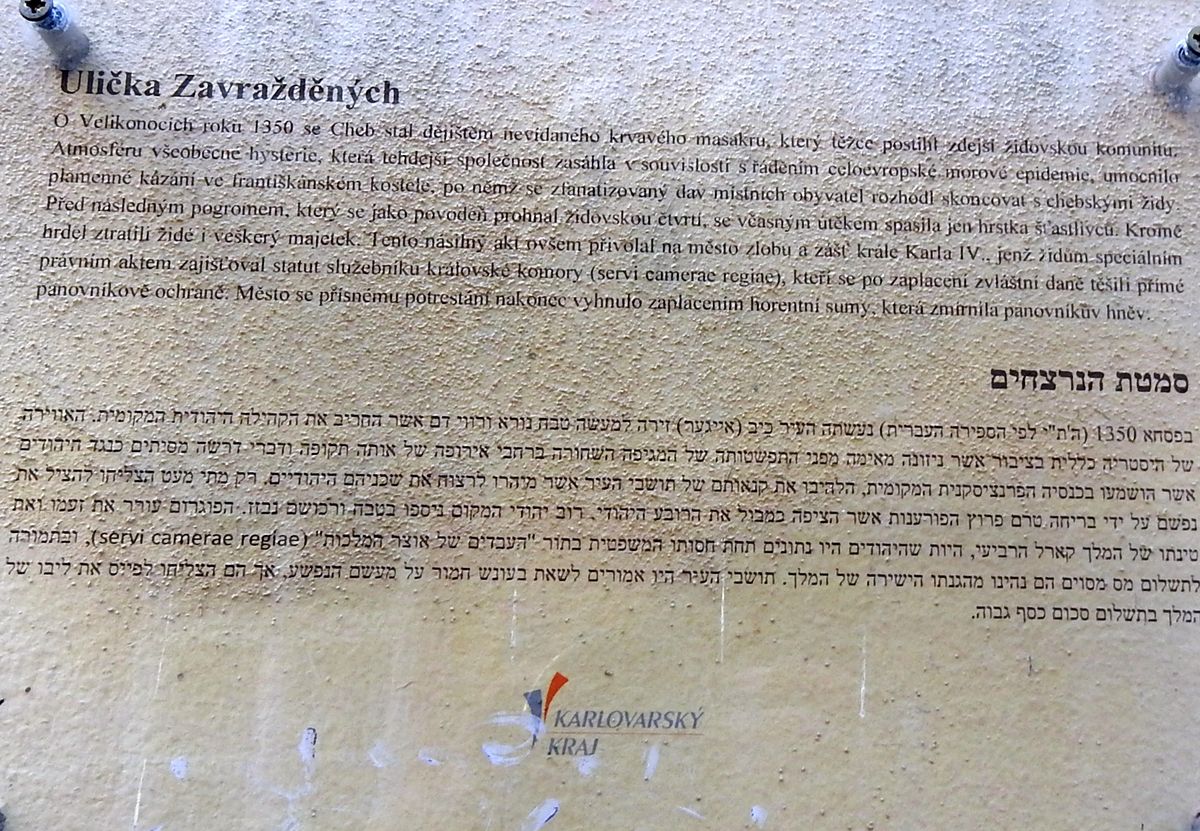 Ulička Zavražděných
O Velikonocích roku 1350 se Cheb stal dějištěm nevídaného krvavého masakru, který těžce postihl zdejší židovskou komunitu.
Atmosféru všeobecné hysterie, která tehdejší společnost zasáhla v souvislosti s řáděním celoevropské morové epidemie, umocnilo
plamenné kázání ve františkánském kostele, po němž se zfanatizovaný dav místních obyvatel rozhodl skoncovat s chebskými židy.
Před následným pogromem, který se jako povodeň prohnal židovskou čtvrtí, se včasným útěkem spasila jen hrstka šťastlivců. Kromě
hrdel ztratili židé i veškerý majetek. Tento násilný akt ovšem přivolal na město zlobu a zášť krále Karla IV., jenž židům speciálním
právním aktem zajišťoval statut služebníku královské komory (servi camerae regiae), kteří se po zaplacení zvláštní daně těšili přímé
panovníkově ochraně. Město se přísnému potrestání nakonec vyhnulo zaplacením horentní sumy, která zmírnila panovníkův hněv.
סמטת הנרצחים
בפסחא 1350 (ה'ת"י לפי הספירה העברית) נעשתה העיר כיב (אייגער) זירה למעשה טבח נורא ורווי דם אשר החריב את הקהילה היהודית המקומית. האווירה
של היסטריה כללית בציבור אשר ניזונה מאימה מפני התפשטותה של המגיפה השחורה ברחבי אירופה של אותה תקופה ודברי דרשה מסיתים כנגד היהודים
אשר הושמעו בכנסיה הפרנציסקנית המקומית, הלהיבו את קנאותם של תושבי העיר אשר מיהרו לרצוח את שכניהם היהודיים. רק מתי מעט הצליחו להציל את
נפשם על ידי בריחה טרם פרוץ הפורענות אשר הציפה כמבול את הרובע היהודי. רוב יהודי המקום ניספו בטבח ורכושם נבזז. הפוגרום עורר את זעמו ואת
טינתו של המלך קארל הרביעי, היות שהיהודים היו נתונים תחת חסותו המשפטית בתור "העבדים של אוצר המלכות" (servi camerae regiae), ובתמורה
לתשלום מס מסוים הם נהינו מהגנתו הישירה של המלך. תושבי העיר היו אמורים לשאת בעונש חמור על מעשם הנפשע, אך הם הצליחו לפייס את ליבו של
המלך בתשלום סכום כסף גבוה.
KARLOVARSKÝ
KRAJ